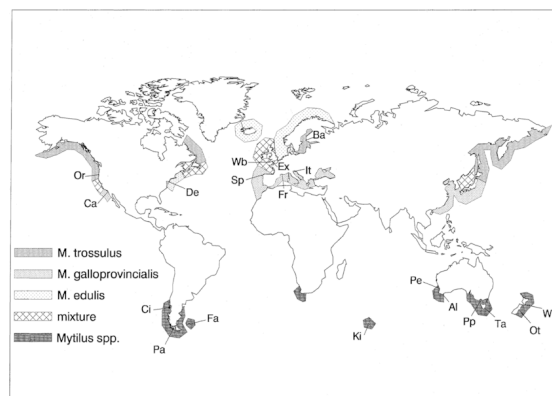 Ba
Wb
Ex
It
Or
Sp
De
Fr
Ca
M. trossulus
M. galloprovincialis
M. edulis
mixture
Mytilus spp.
Pe
Ci
Fa
Al
Pp
Ta
W
Pa
Ki
Ot